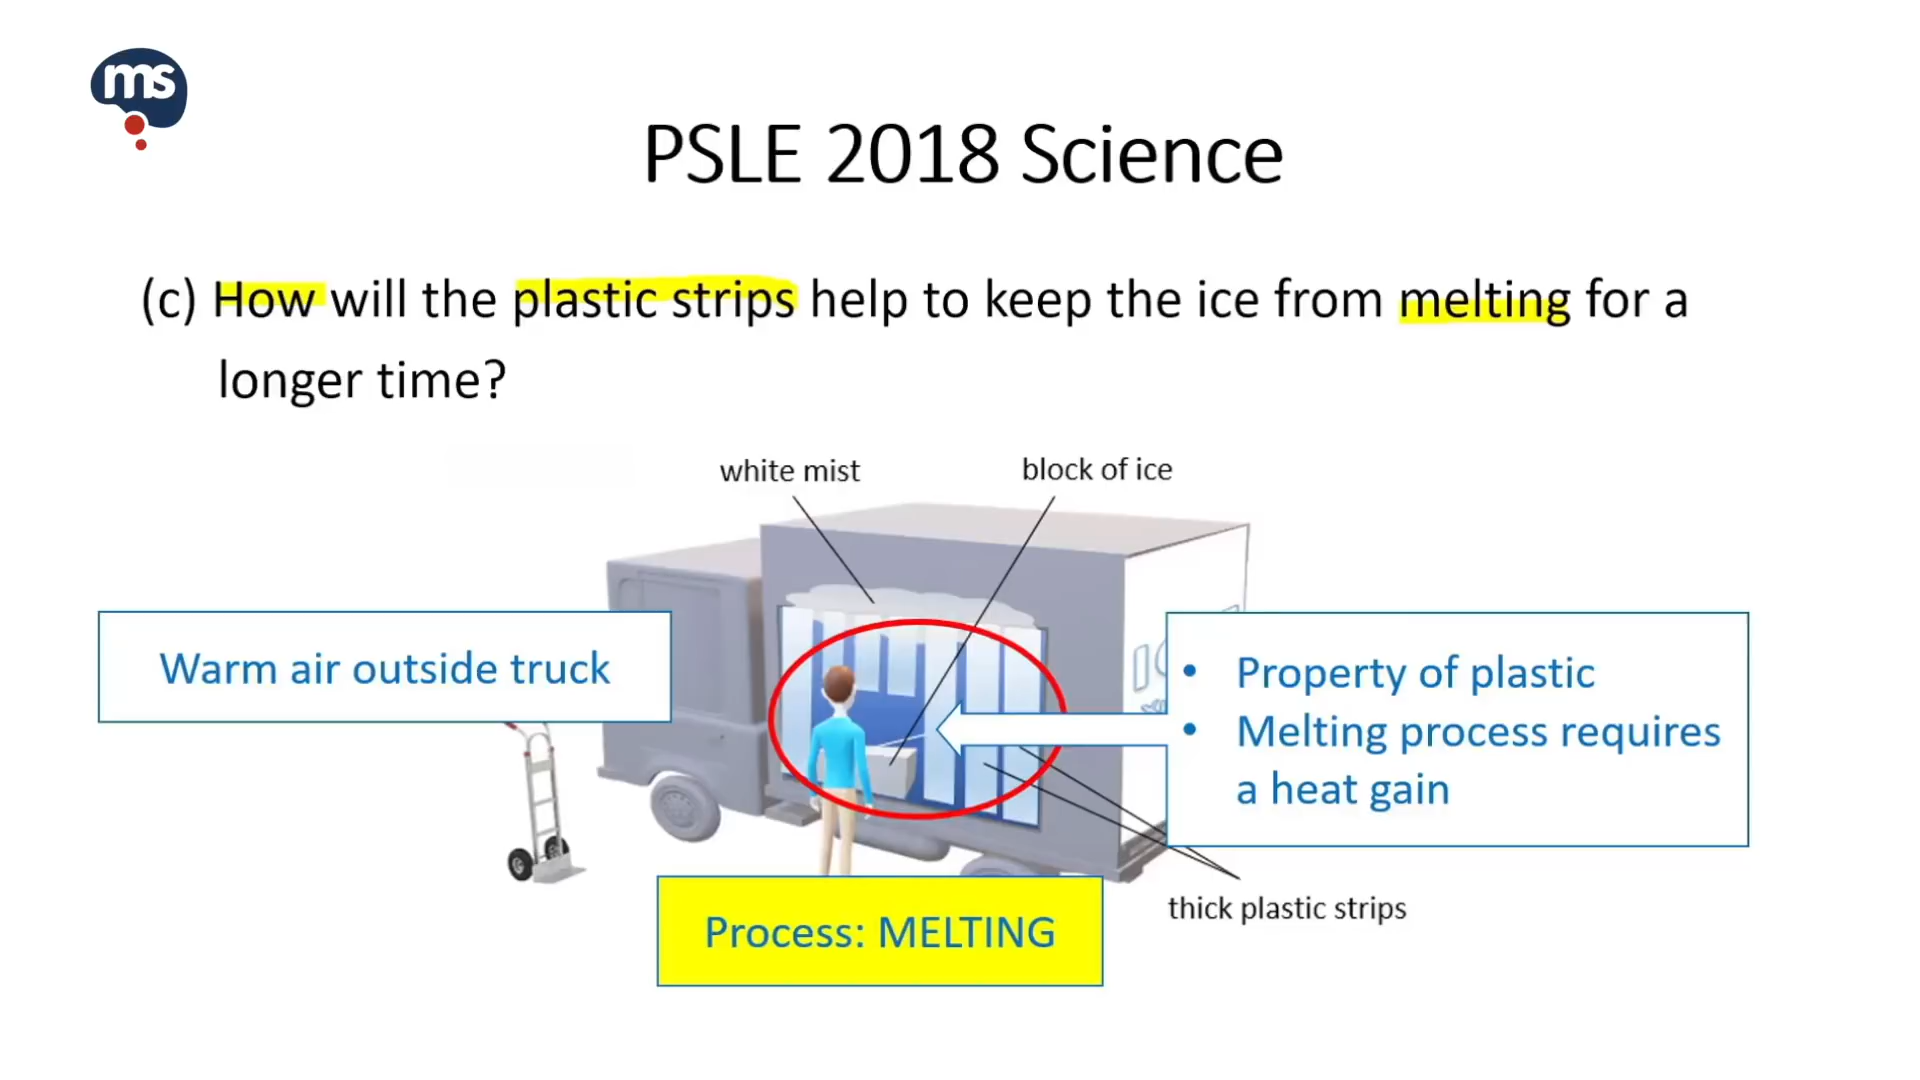 ms
PSLE 2018 Science
(c) How will the plastic strips help to keep the ice from melting for a
longer time?
white mist
block of ice
Warm air outside truck
• Property of plastic
• Melting process requires
a heat gain
thick plastic strips
Process: MELTING